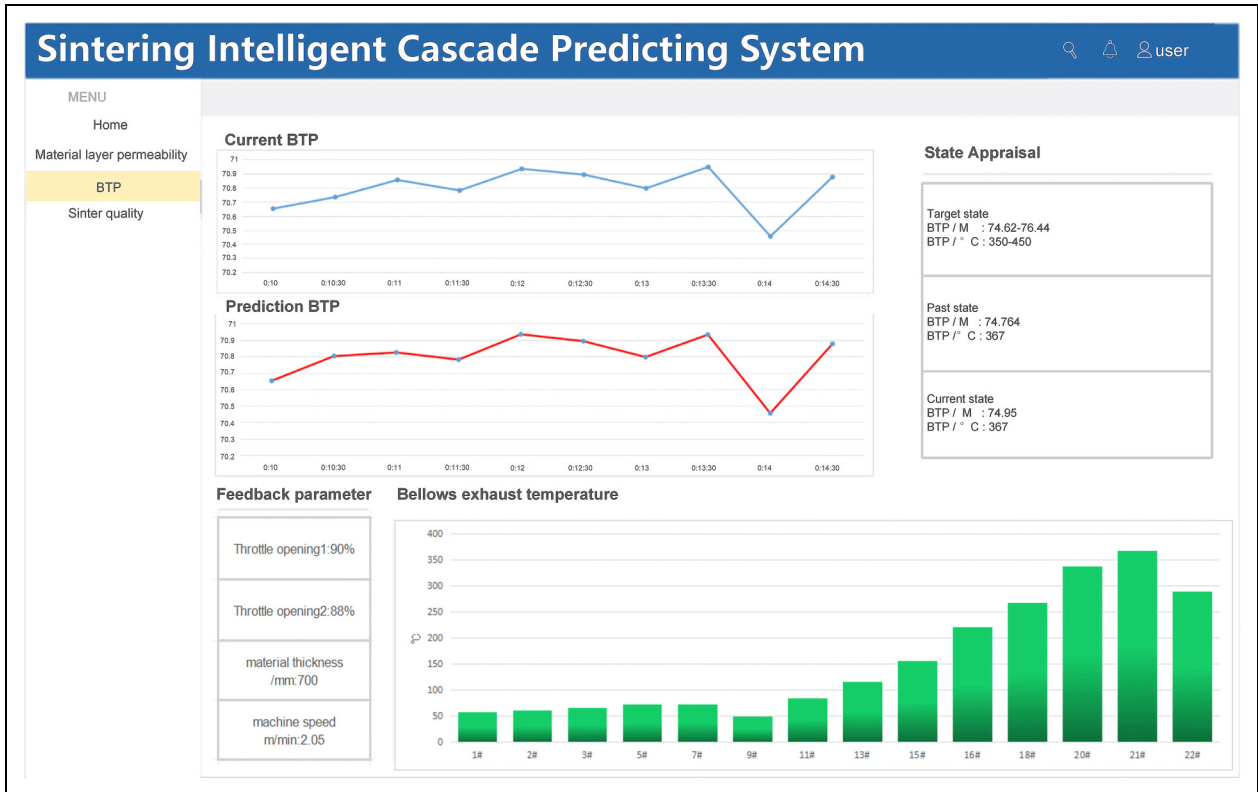 Sintering Intelligent Cascade Predicting System
user
MENU
Home
Material layer permeability
BTP
Sinter quality
Current BTP
71
70.9
70.8
70.7
70.6
70.5
70.4
70.3
70.2
0:10 0:10:30 0:11 0:11:30 0:12 0:12:30 0:13 0:13:30 0:14 0:14:30
Prediction BTP
71
70.9
70.8
70.7
70.6
70.5
70.4
70.3
70.2
0:10 0:10:30 0:11 0:11:30 0:12 0:12:30 0:13 0:13:30 0:14 0:14:30
State Appraisal
Target state
BTP / M : 74.62-76.44
BTP / ° C : 350-450
Past state
BTP / M : 74.764
BTP / ° C : 367
Current state
BTP / M : 74.95
BTP / ° C : 367
Feedback parameter
Throttle opening1:90%
Throttle opening2:88%
material thickness
/mm:700
machine speed
m/min:2.05
Bellows exhaust temperature
°C
400
350
300
250
200
150
100
50
0
1# 2# 3# 5# 7# 9# 11# 13# 15# 16# 18# 20# 21# 22#